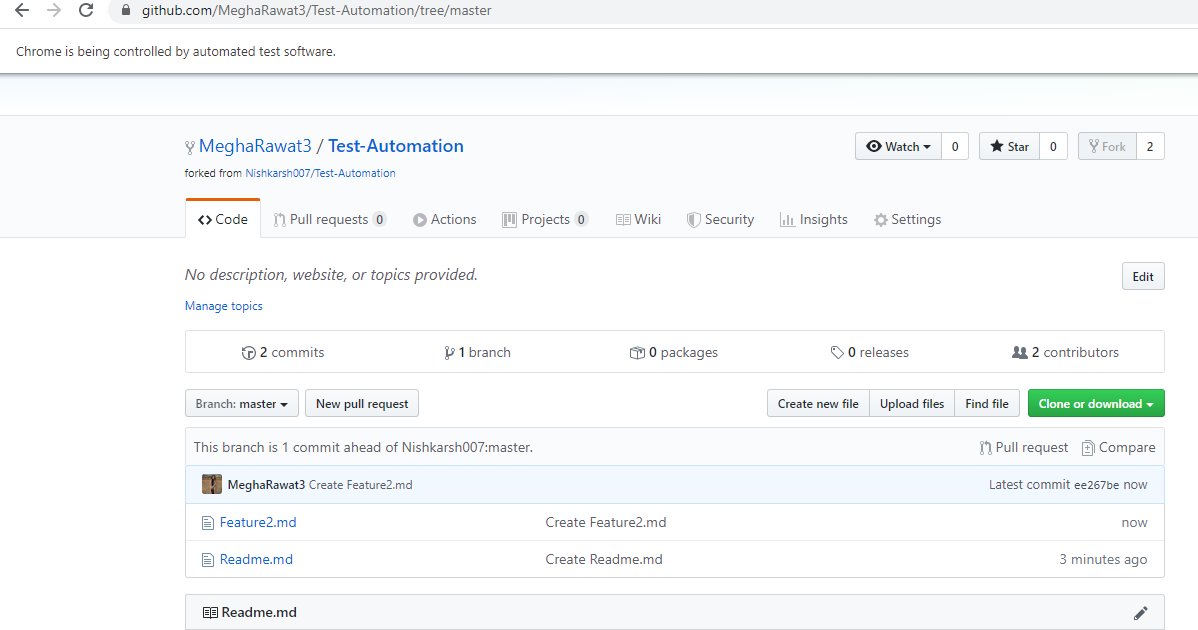 github.com/MeghaRawat3/Test-Automation/tree/master
Chrome is being controlled by automated test software.
MeghaRawat3 / Test-Automation
Watch 0 Star 0 Fork 2
forked from Nishkarsh007/Test-Automation
Code Pull requests 0 Actions Projects 0 Wiki Security Insights Settings
No description, website, or topics provided. Edit
Manage topics
2 commits 1 branch 0 packages 0 releases 2 contributors
Branch: master New pull request Create new file Upload files Find file Clone or download
This branch is 1 commit ahead of Nishkarsh007:master. Pull request Compare
MeghaRawat3 Create Feature2.md Latest commit ee267be now
Feature2.md Create Feature2.md now
Readme.md Create Readme.md 3 minutes ago
Readme.md